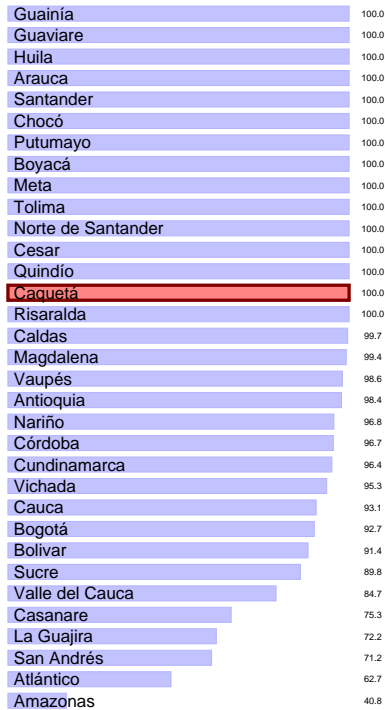 Guainía 100.0
Guaviare 100.0
Huila 100.0
Arauca 100.0
Santander 100.0
Chocó 100.0
Putumayo 100.0
Boyacá 100.0
Meta 100.0
Tolima 100.0
Norte de Santander 100.0
Cesar 100.0
Quindío 100.0
Caquetá 100.0
Risaralda 100.0
Caldas 99.7
Magdalena 99.4
Vaupés 98.6
Antioquia 98.4
Nariño 96.8
Córdoba 96.7
Cundinamarca 96.4
Vichada 95.3
Cauca 93.1
Bogotá 92.7
Bolivar 91.4
Sucre 89.8
Valle del Cauca 84.7
Casanare 75.3
La Guajira 72.2
San Andrés 71.2
Atlántico 62.7
Amazonas 40.8